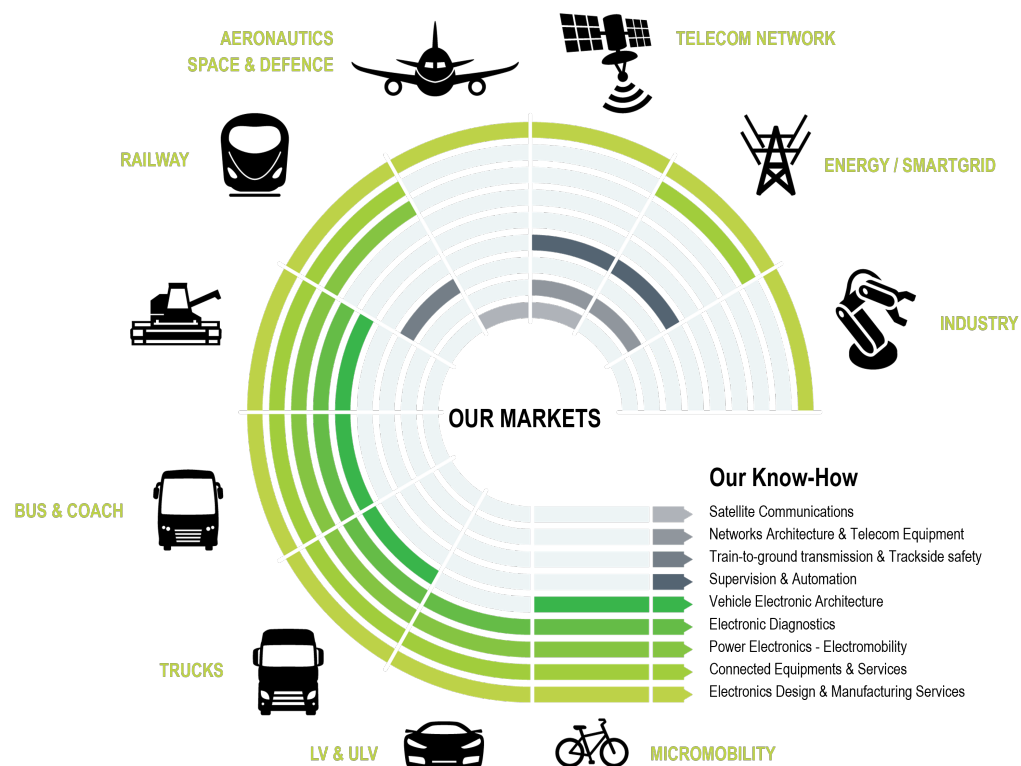 AERONAUTICS
SPACE & DEFENCE
TELECOM NETWORK
RAILWAY
ENERGY / SMARTGRID
INDUSTRY
OUR MARKETS
BUS & COACH
TRUCKS
LV & ULV
MICROMOBILITY
Our Know-How
Satellite Communications
Networks Architecture & Telecom Equipment
Train-to-ground transmission & Trackside safety
Supervision & Automation
Vehicle Electronic Architecture
Electronic Diagnostics
Power Electronics - Electromobility
Connected Equipments & Services
Electronics Design & Manufacturing Services